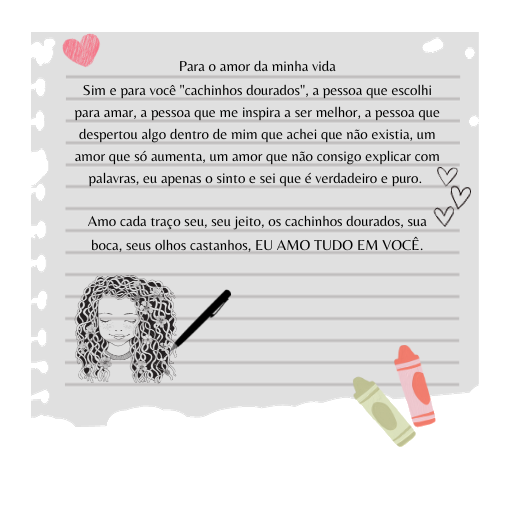 Para o amor da minha vida
Sim e para você "cachinhos dourados", a pessoa que escolhi
para amar, a pessoa que me inspira a ser melhor, a pessoa que
despertou algo dentro de mim que achei que não existia, um
amor que só aumenta, um amor que não consigo explicar com
palavras, eu apenas o sinto e sei que é verdadeiro e puro.
Amo cada traço seu, seu jeito, os cachinhos dourados, sua
boca, seus olhos castanhos, EU AMO TUDO EM VOCÊ.